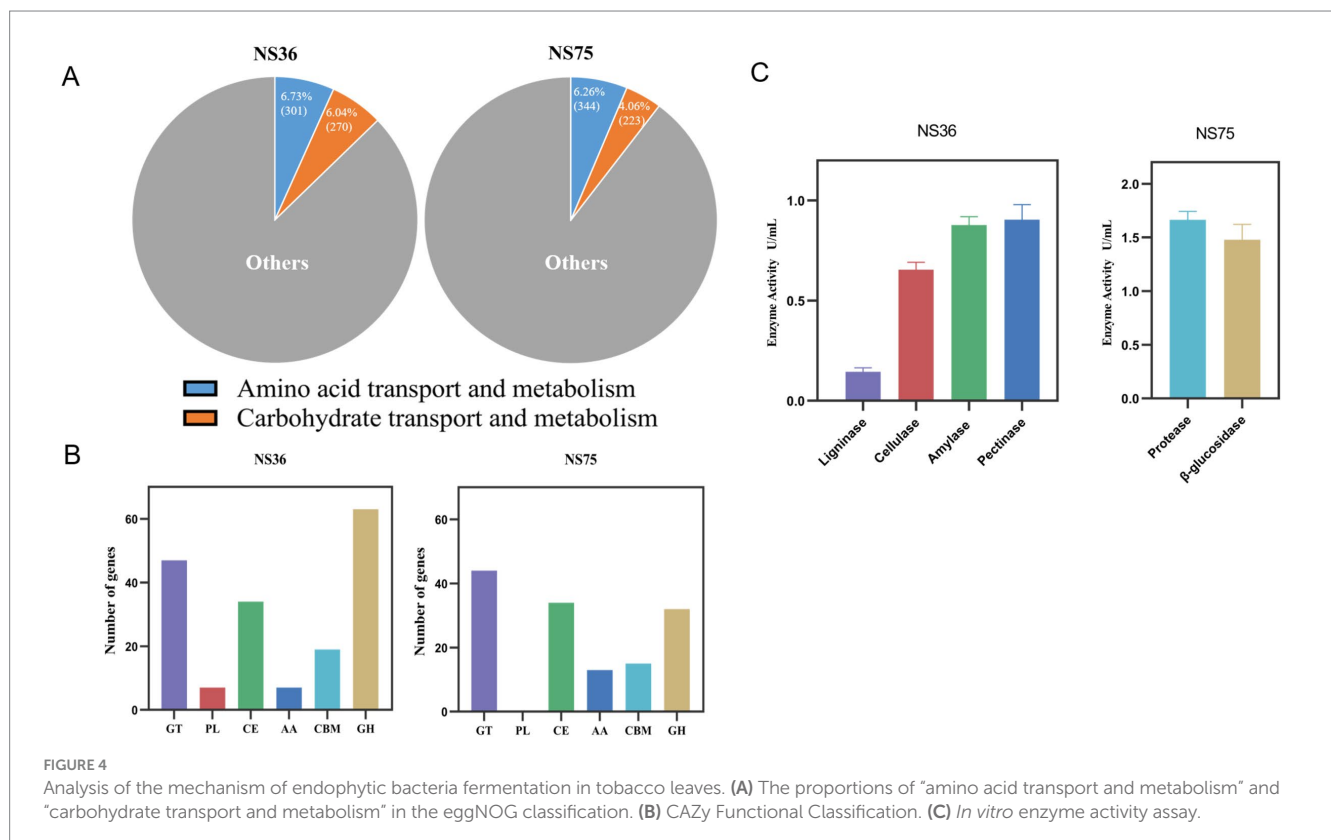 A
NS36
NS75
6.73%
(301)
6.04%
(270)
Others
6.26%
(344)
4.06%
(223)
Others
Amino acid transport and metabolism
Carbohydrate transport and metabolism
B
NS36
Number of genes
60
40
20
0
GT PL CE AA CBM GH
NS75
Number of genes
60
40
20
0
GT PL CE AA CBM GH
C
NS36
Enzyme Activity U/mL
1.0
0.5
0.0
Ligninase
Cellulase
Amylase
Pectinase
NS75
Enzyme Activity U/mL
2.0
1.5
1.0
0.5
0.0
Protease
β-glucosidase
FIGURE 4
Analysis of the mechanism of endophytic bacteria fermentation in tobacco leaves. (A) The proportions of “amino acid transport and metabolism” and
“carbohydrate transport and metabolism” in the eggNOG classification. (B) CAZy Functional Classification. (C) In vitro enzyme activity assay.